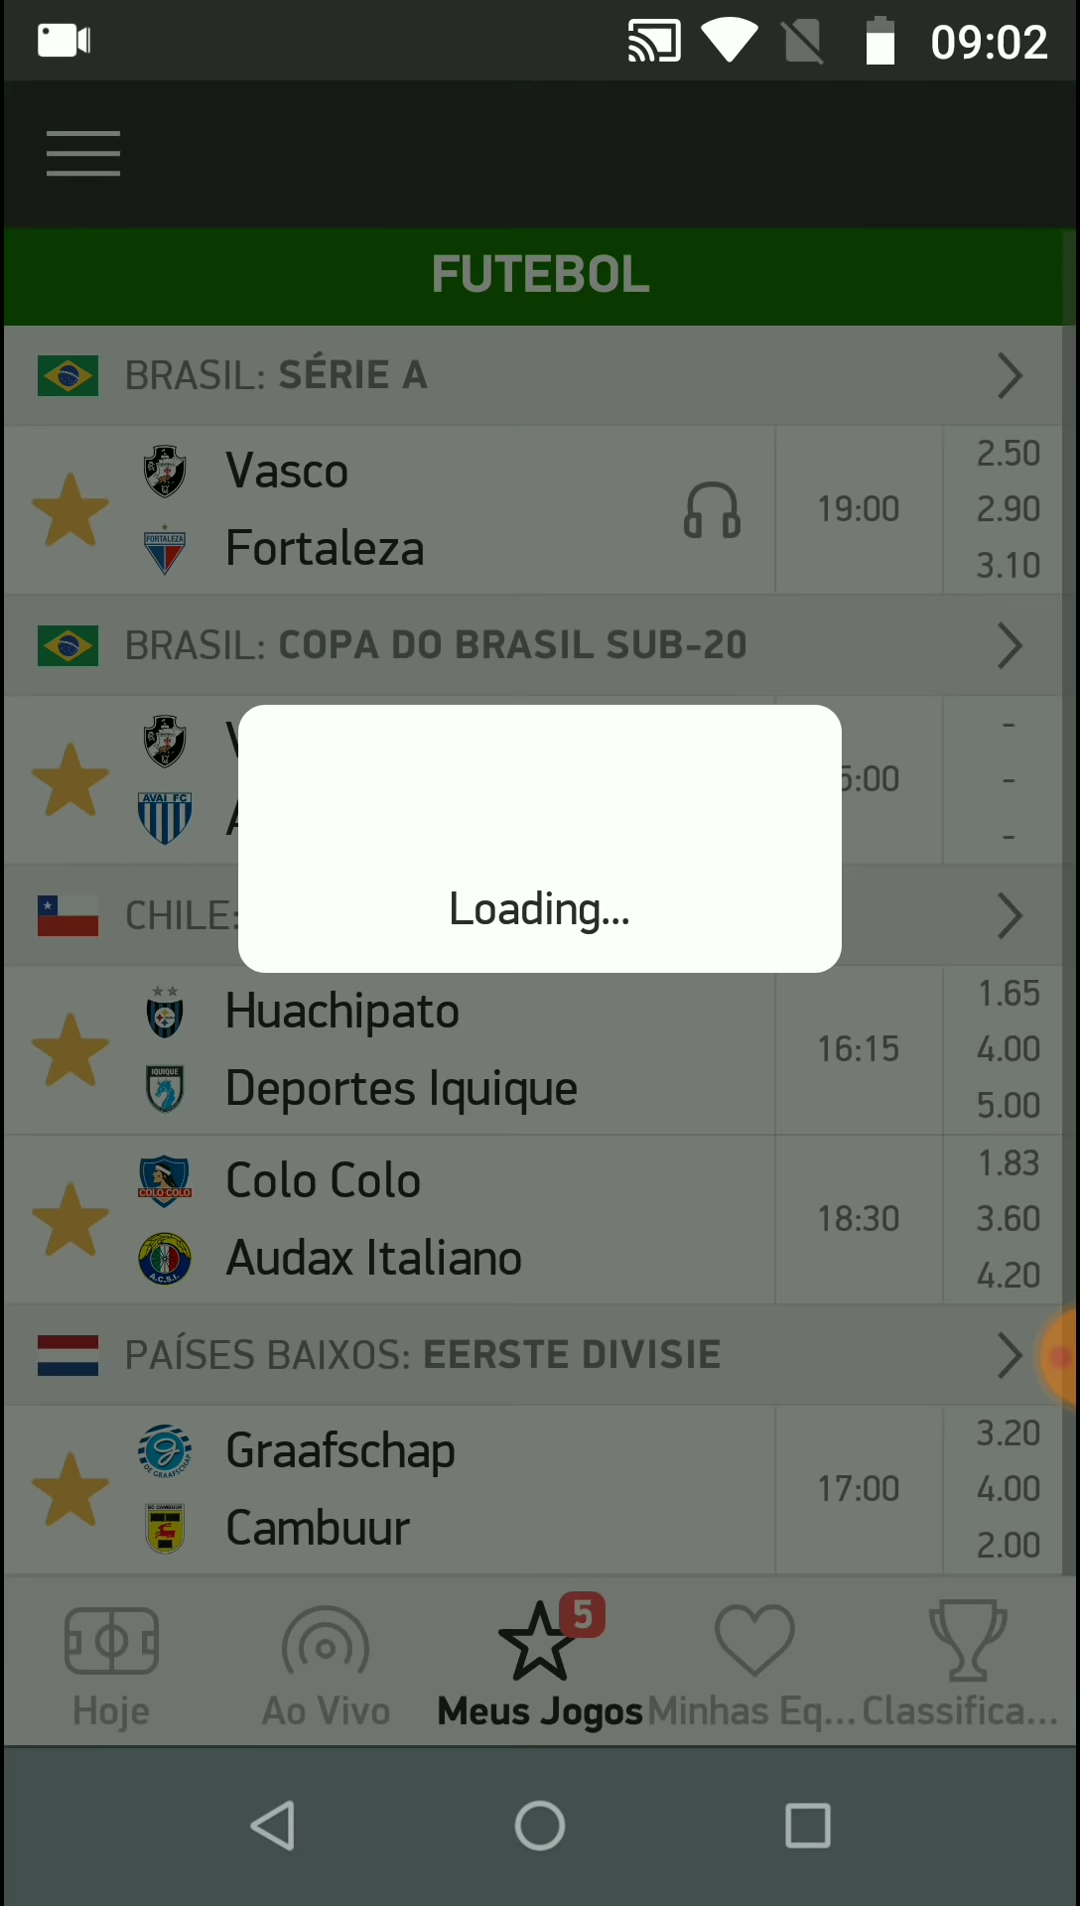 09:02
FUTEBOL
BRASIL: SÉRIE A
Vasco
Fortaleza
19:00
2.50
2.90
3.10
BRASIL: COPA DO BRASIL SUB-20
-
-
-
Loading...
CHILE:
Huachipato
Deportes Iquique
16:15
1.65
4.00
5.00
Colo Colo
Audax Italiano
18:30
1.83
3.60
4.20
PAÍSES BAIXOS: EERSTE DIVISIE
Graafschap
Cambuur
17:00
3.20
4.00
2.00
5
Hoje
Ao Vivo
Meus Jogos
Minhas Eq...
Classifica...